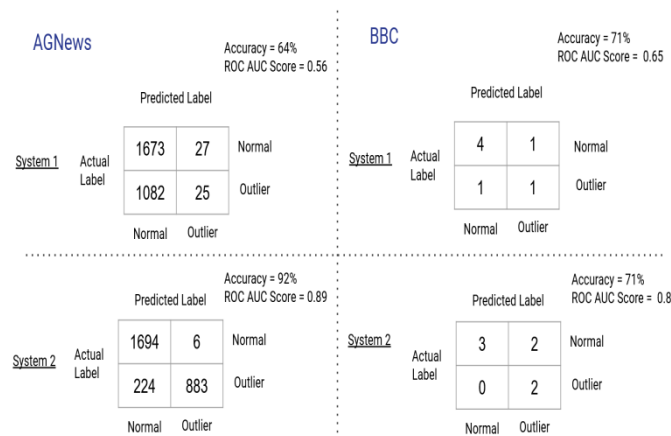 AGNews
Accuracy = 64%
ROC AUC Score = 0.56
Predicted Label
System 1
Actual
Label
1673 27 Normal
1082 25 Outlier
Normal Outlier
BBC
Accuracy = 71%
ROC AUC Score = 0.65
Predicted Label
System 1
Actual
Label
4 1 Normal
1 1 Outlier
Normal Outlier
Accuracy = 92%
ROC AUC Score = 0.89
Predicted Label
System 2
Actual
Label
1694 6 Normal
224 883 Outlier
Normal Outlier
Accuracy = 71%
ROC AUC Score = 0.8
Predicted Label
System 2
Actual
Label
3 2 Normal
0 2 Outlier
Normal Outlier